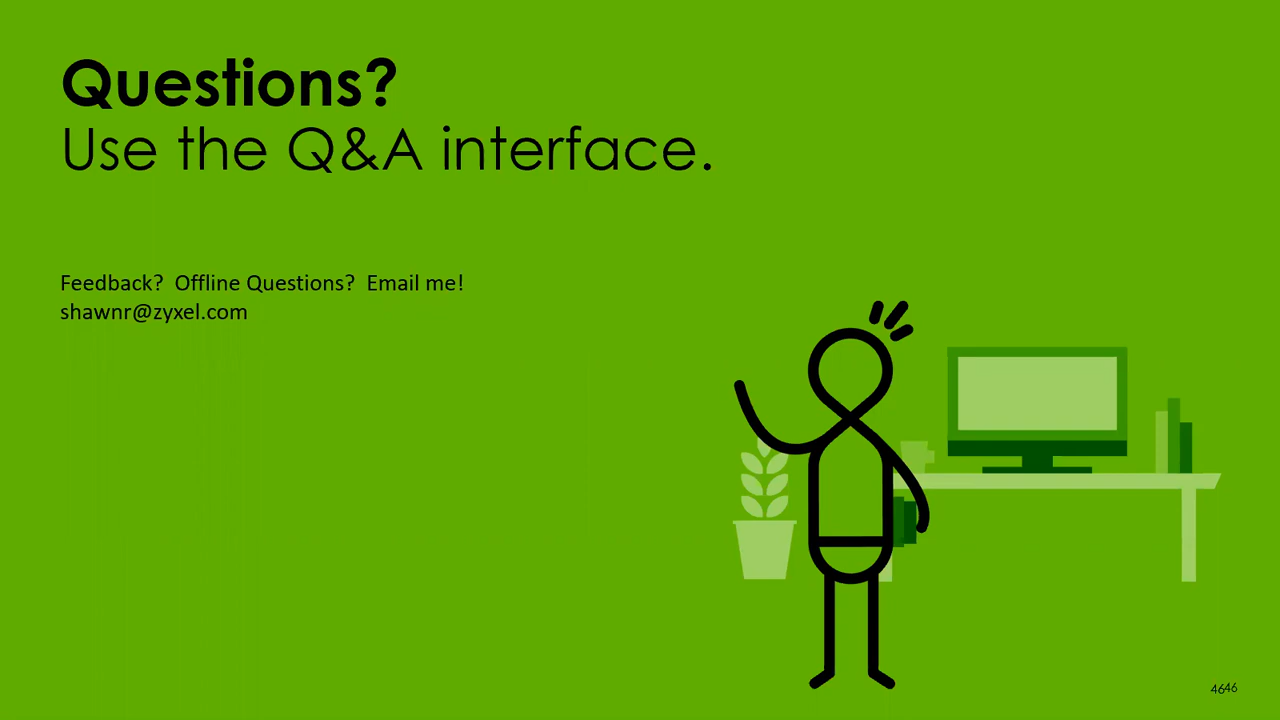 Questions?
Use the Q&A interface.
Feedback?  Offline Questions?  Email me!
shawnr@zyxel.com
4646